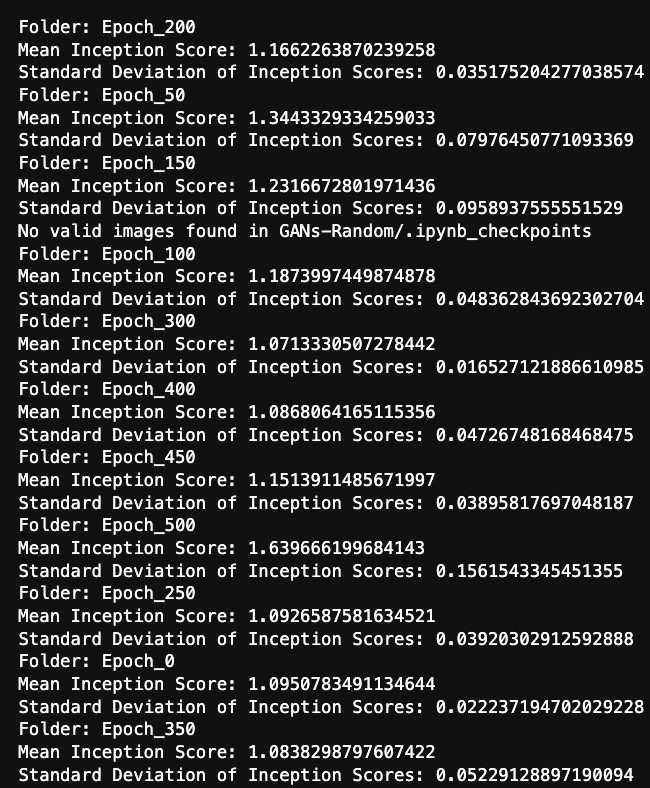 Folder: Epoch_200
Mean Inception Score: 1.1662263870239258
Standard Deviation of Inception Scores: 0.035175204277038574
Folder: Epoch_50
Mean Inception Score: 1.3443329334259033
Standard Deviation of Inception Scores: 0.07976450771093369
Folder: Epoch_150
Mean Inception Score: 1.2316672801971436
Standard Deviation of Inception Scores: 0.0958937555551529
No valid images found in GANs-Random/.ipynb_checkpoints
Folder: Epoch_100
Mean Inception Score: 1.1873997449874878
Standard Deviation of Inception Scores: 0.048362843692302704
Folder: Epoch_300
Mean Inception Score: 1.0713330507278442
Standard Deviation of Inception Scores: 0.016527121886610985
Folder: Epoch_400
Mean Inception Score: 1.0868064165115356
Standard Deviation of Inception Scores: 0.04726748168468475
Folder: Epoch_450
Mean Inception Score: 1.1513911485671997
Standard Deviation of Inception Scores: 0.03895817697048187
Folder: Epoch_500
Mean Inception Score: 1.639666199684143
Standard Deviation of Inception Scores: 0.1561543345451355
Folder: Epoch_250
Mean Inception Score: 1.0926587581634521
Standard Deviation of Inception Scores: 0.03920302912592888
Folder: Epoch_0
Mean Inception Score: 1.0950783491134644
Standard Deviation of Inception Scores: 0.022237194702029228
Folder: Epoch_350
Mean Inception Score: 1.0838298797607422
Standard Deviation of Inception Scores: 0.05229128897190094